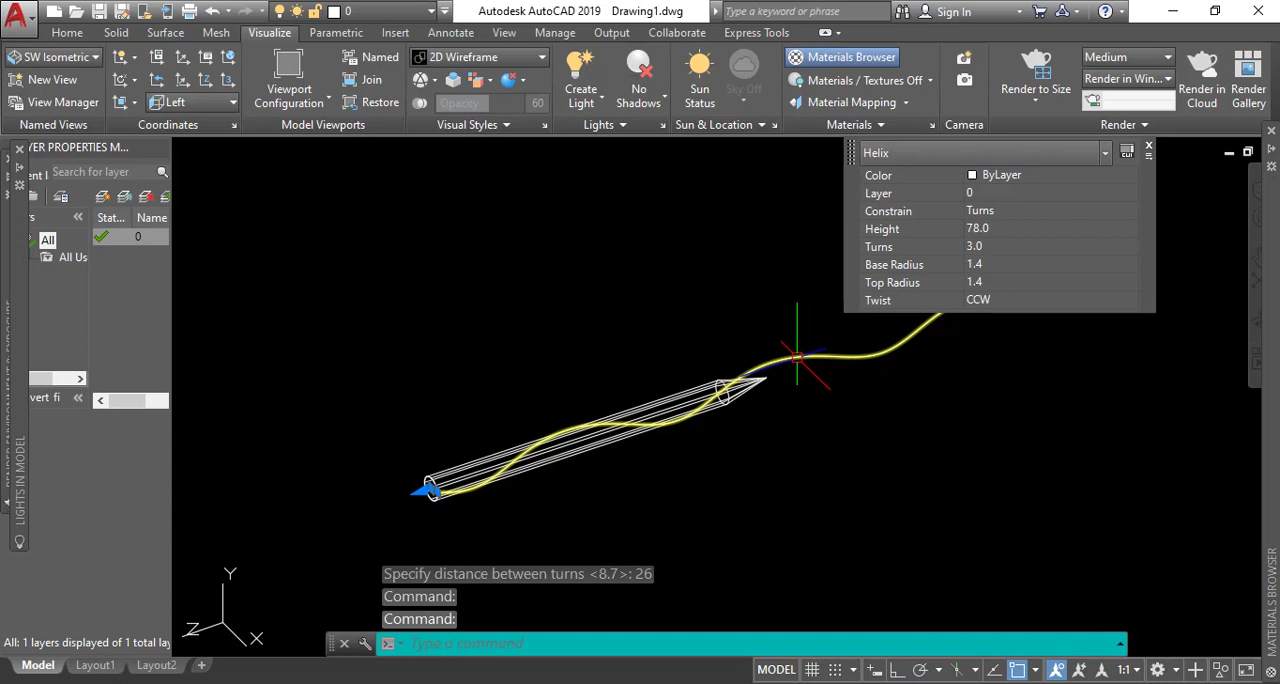 Autodesk AutoCAD 2019 Drawing1.dwg
Type a keyword or phrase
Sign In
0
Home Solid Surface Mesh Visualize Parametric Insert Annotate View Manage Output Collaborate Express Tools
SW Isometric
New View
View Manager
Named Views
Left
Coordinates
Viewport
Configuration
Named
Join
Restore
Model Viewports
2D Wireframe
Opacity 60
Visual Styles
Create
Light
No
Shadows
Lights
Sun
Status
Sky Off
Sun & Location
Materials Browser
Materials / Textures Off
Material Mapping
Materials
Camera
Render to Size
Medium
Render in Win...
Render in
Cloud
Render
Gallery
Render
YER PROPERTIES M...
ent l
Search for layer
rs
Stat... Name
All
0
All Us
vert fi
LIGHTS IN MODEL
All: 1 layers displayed of 1 total lay
Helix
Color ByLayer
Layer 0
Constrain Turns
Height 78.0
Turns 3.0
Base Radius 1.4
Top Radius 1.4
Twist CCW
MATERIALS BROWSER
Y
Z
X
Specify distance between turns <8.7>: 26
Command:
Command:
Type a command
Model Layout1 Layout2 +
MODEL
1:1